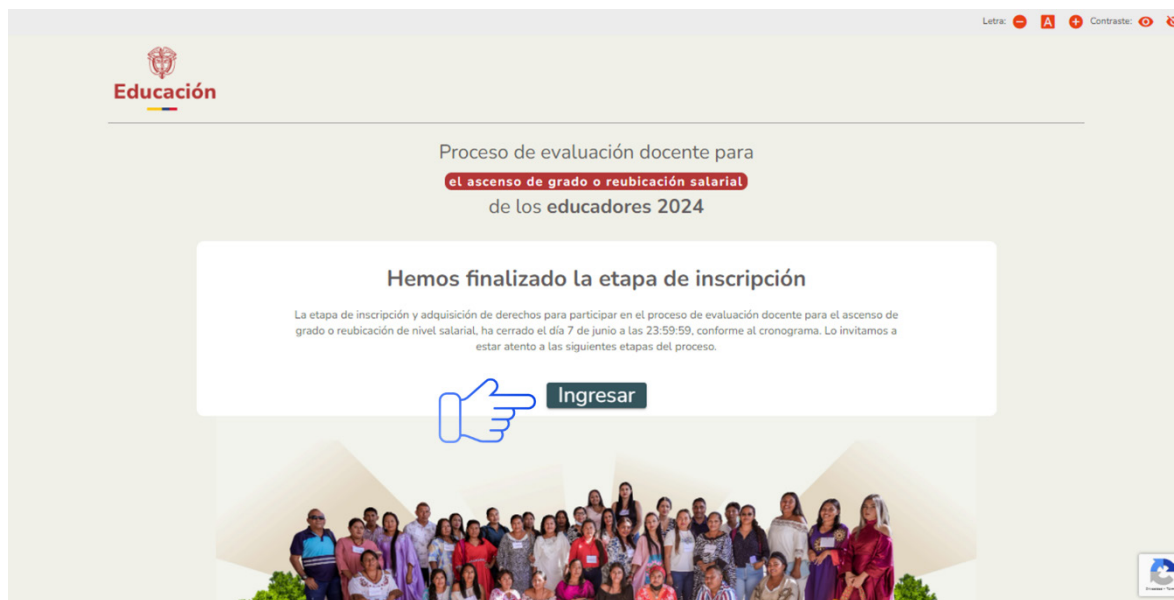 Letra: A Contraste:
Educación
Proceso de evaluación docente para
el ascenso de grado o reubicación salarial
de los educadores 2024
Hemos finalizado la etapa de inscripción
La etapa de inscripción y adquisición de derechos para participar en el proceso de evaluación docente para el ascenso de
grado o reubicación de nivel salarial, ha cerrado el día 7 de junio a las 23:59:59, conforme al cronograma. Lo invitamos a
estar atento a las siguientes etapas del proceso.
Ingresar